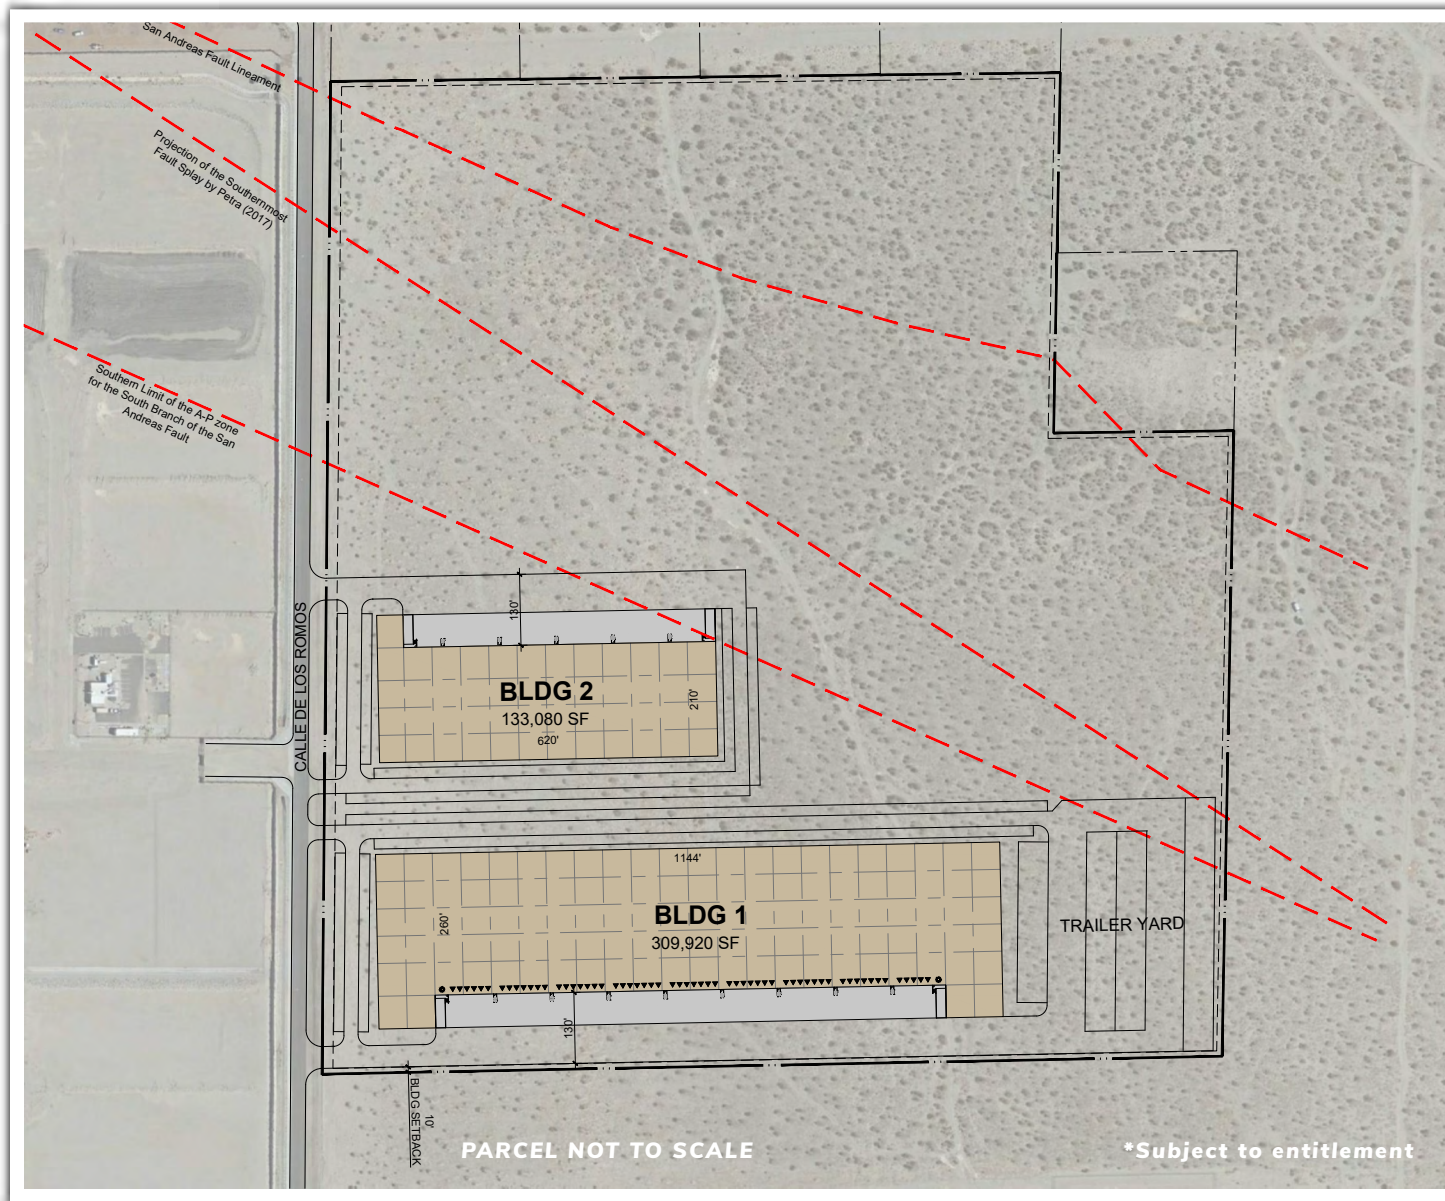 San Andreas Fault Lineament
Projection of the Southernmost
Fault Splay by Petra (2017)
Southern Limit of the A-P zone
for the South Branch of the San
Andreas Fault
CALLE DE LOS ROMOS
130'
BLDG 2
133,080 SF
620'
210'
1144'
260'
BLDG 1
309,920 SF
TRAILER YARD
130'
10'
BLDG SETBACK
PARCEL NOT TO SCALE
*Subject to entitlement